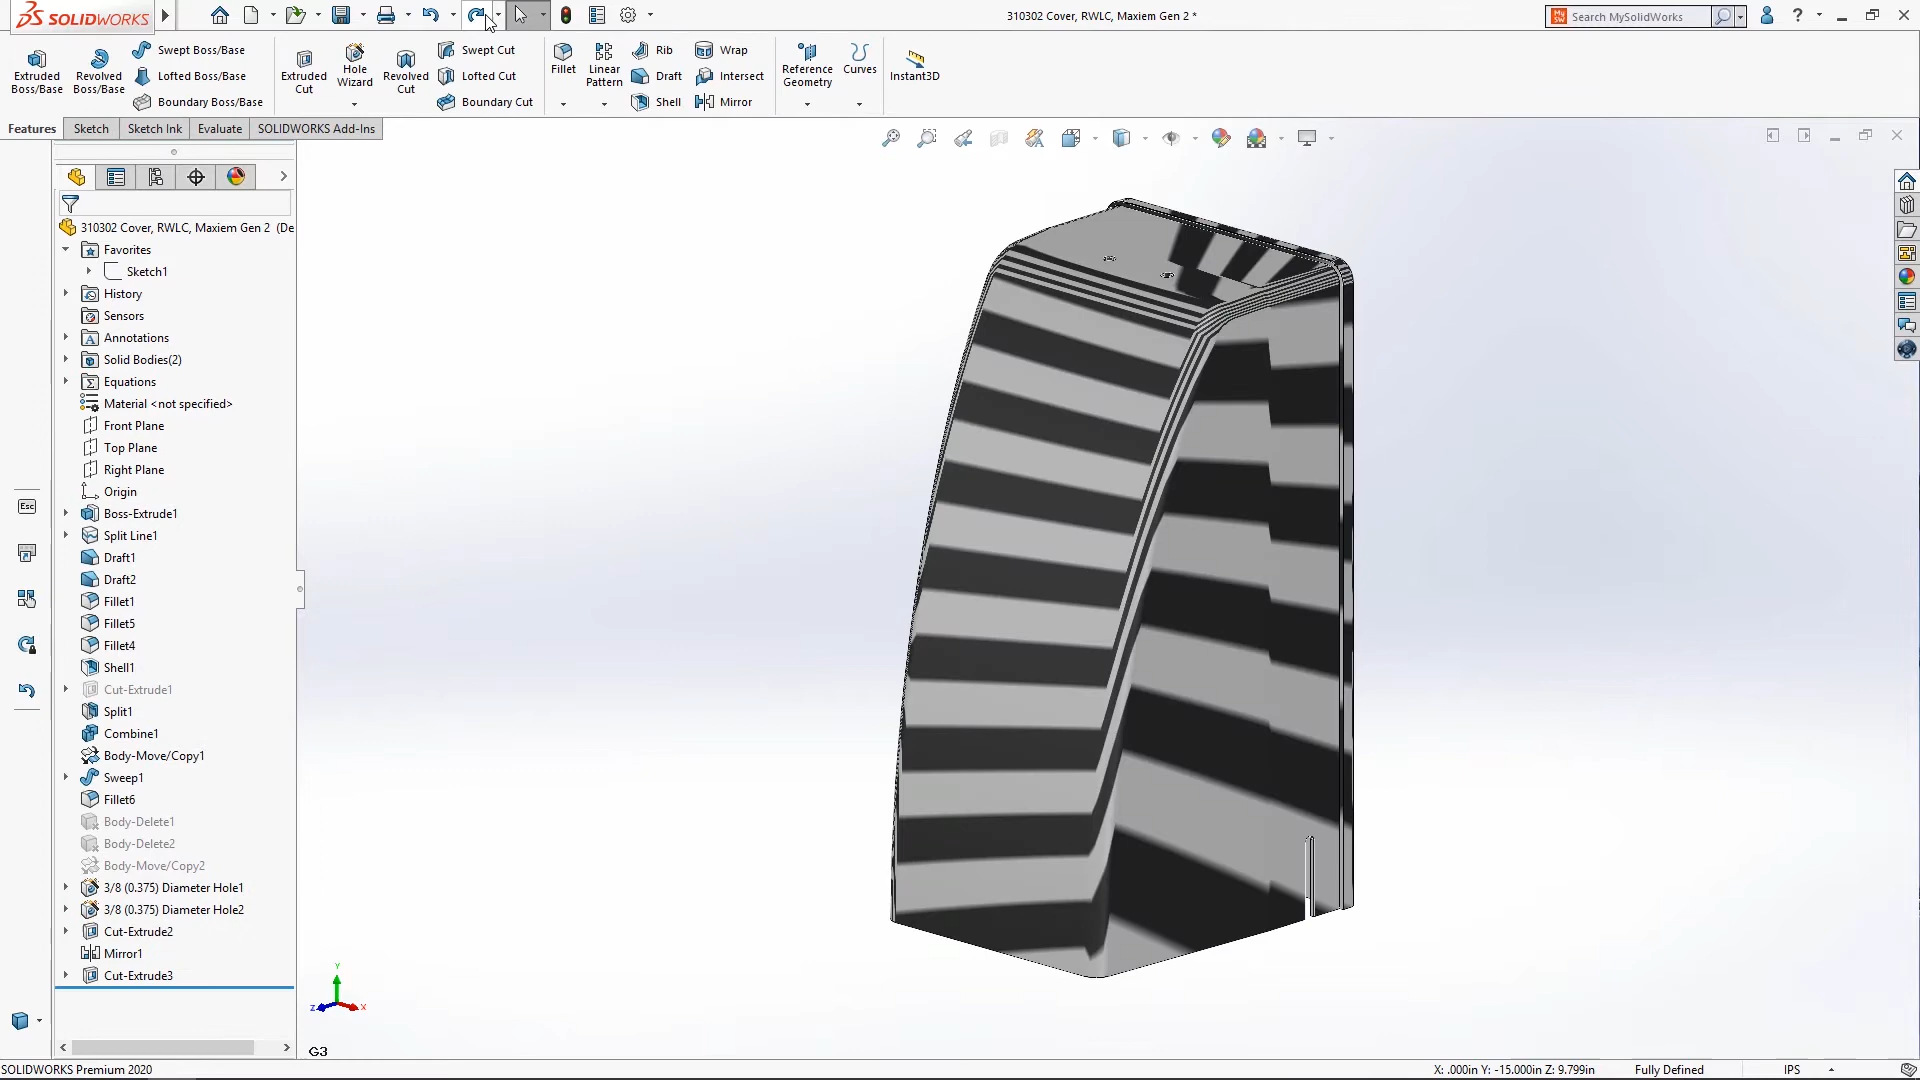 SOLIDWORKS
310302 Cover, RWLC, Maxiem Gen 2 *
MySW
Search MySolidWorks
?
Extruded Boss/Base
Revolved Boss/Base
Swept Boss/Base
Lofted Boss/Base
Boundary Boss/Base
Extruded Cut
Hole Wizard
Revolved Cut
Swept Cut
Lofted Cut
Boundary Cut
Fillet
Linear Pattern
Rib
Draft
Shell
Wrap
Intersect
Mirror
Reference Geometry
Curves
Instant3D
Features
Sketch
Sketch Ink
Evaluate
SOLIDWORKS Add-Ins
310302 Cover, RWLC, Maxiem Gen 2 (De
Favorites
Sketch1
History
Sensors
Annotations
Solid Bodies(2)
Equations
Material <not specified>
Front Plane
Top Plane
Right Plane
Origin
Boss-Extrude1
Split Line1
Draft1
Draft2
Fillet1
Fillet5
Fillet4
Shell1
Cut-Extrude1
Split1
Combine1
Body-Move/Copy1
Sweep1
Fillet6
Body-Delete1
Body-Delete2
Body-Move/Copy2
3/8 (0.375) Diameter Hole1
3/8 (0.375) Diameter Hole2
Cut-Extrude2
Mirror1
Cut-Extrude3
Esc
Y
Z
X
G3
SOLIDWORKS Premium 2020
X: .000in Y: -15.000in Z: 9.799in
Fully Defined
IPS